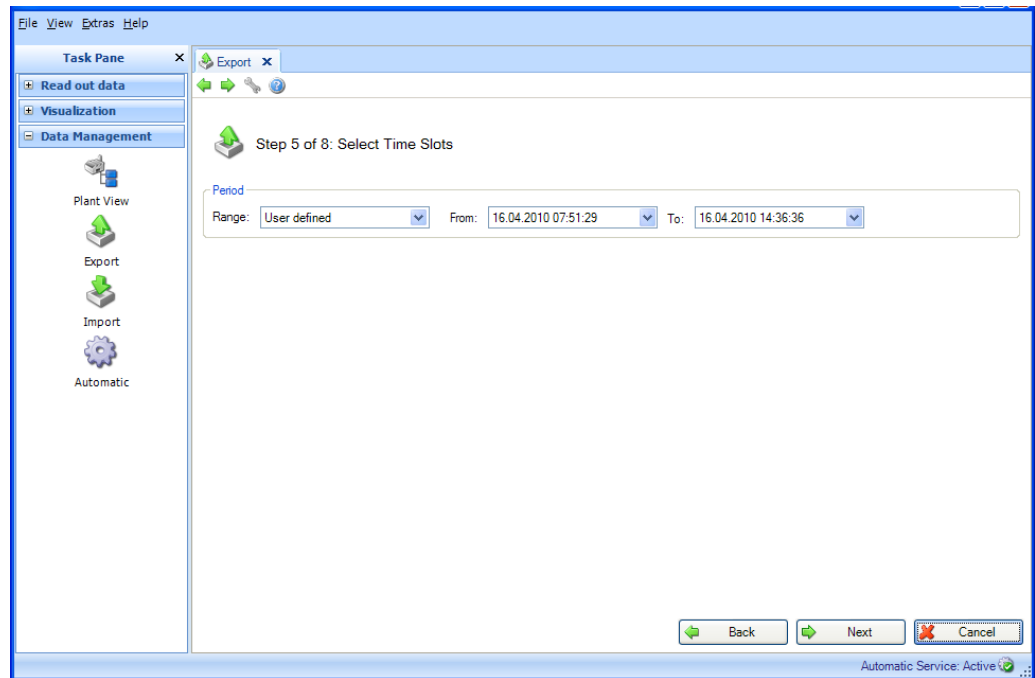 File View Extras Help
Task Pane
Export
Read out data
Visualization
Data Management
Plant View
Export
Import
Automatic
Step 5 of 8: Select Time Slots
Period
Range: User defined From: 16.04.2010 07:51:29 To: 16.04.2010 14:36:36
Back Next Cancel
Automatic Service: Active